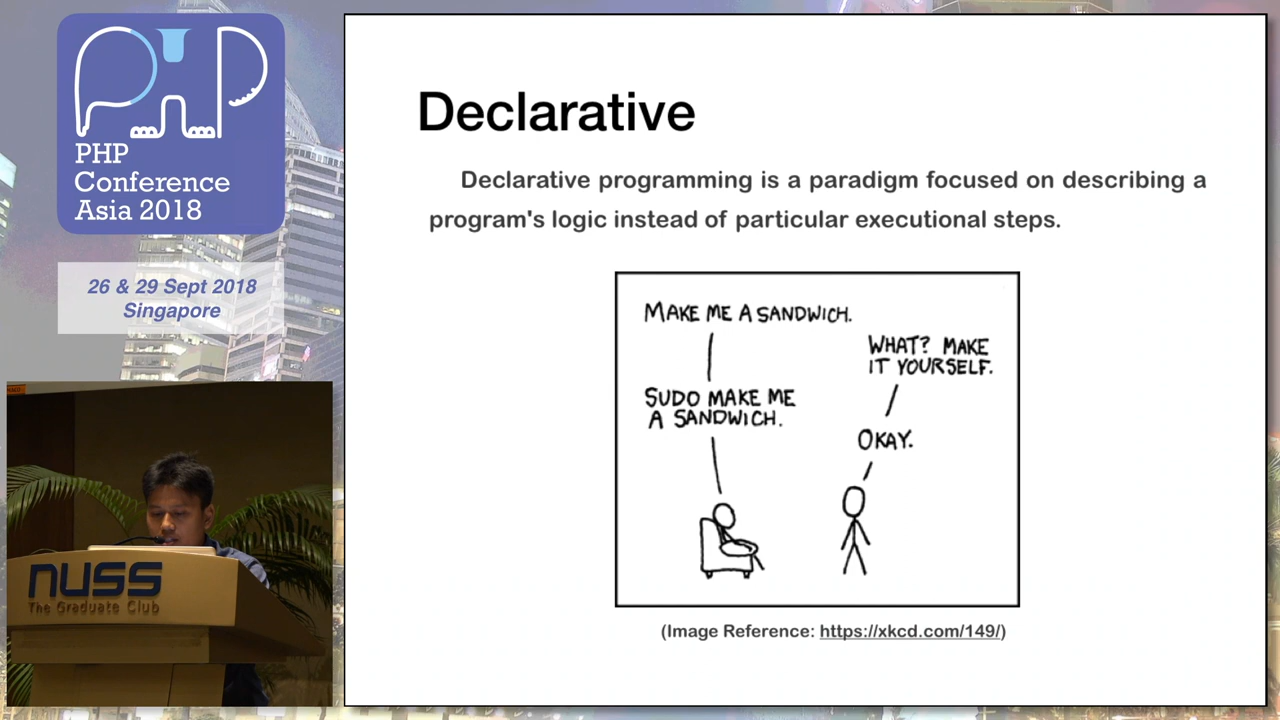 PHP
PHP
Conference
Asia 2018
26 & 29 Sept 2018
Singapore
nuss
The Graduate Club
Declarative
Declarative programming is a paradigm focused on describing a
program's logic instead of particular executional steps.
MAKE ME A SANDWICH.
WHAT? MAKE
IT YOURSELF.
SUDO MAKE ME
A SANDWICH.
OKAY.
(Image Reference: https://xkcd.com/149/)